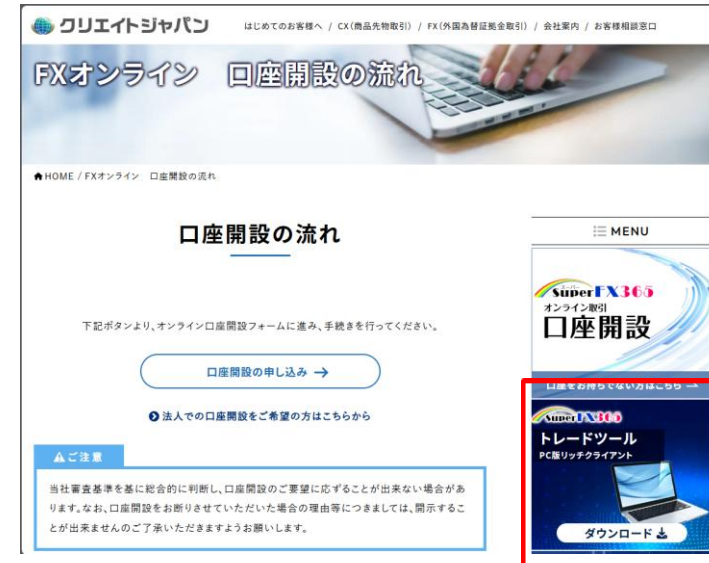 クリエイトジャパン
はじめてのお客様へ / CX(商品先物取引) / FX(外国為替証拠金取引) / 会社案内 / お客様相談窓口
FXオンライン 口座開設の流れ
HOME / FXオンライン 口座開設の流れ
口座開設の流れ
下記ボタンより、オンライン口座開設フォームに進み、手続きを行ってください。
口座開設の申し込み →
法人での口座開設をご希望の方はこちらから
ご注意
当社審査基準を基に総合的に判断し、口座開設のご要望に応ずることが出来ない場合があ
ります。なお、口座開設をお断りさせていただいた場合の理由等につきましては、開示するこ
とが出来ませんのご了承いただきますようお願いします。
MENU
スーパー
SuperFX365
オンライン取引
口座開設
口座をお持ちでない方はこちら →
SuperFX365
トレードツール
PC版リッチクライアント
ダウンロード